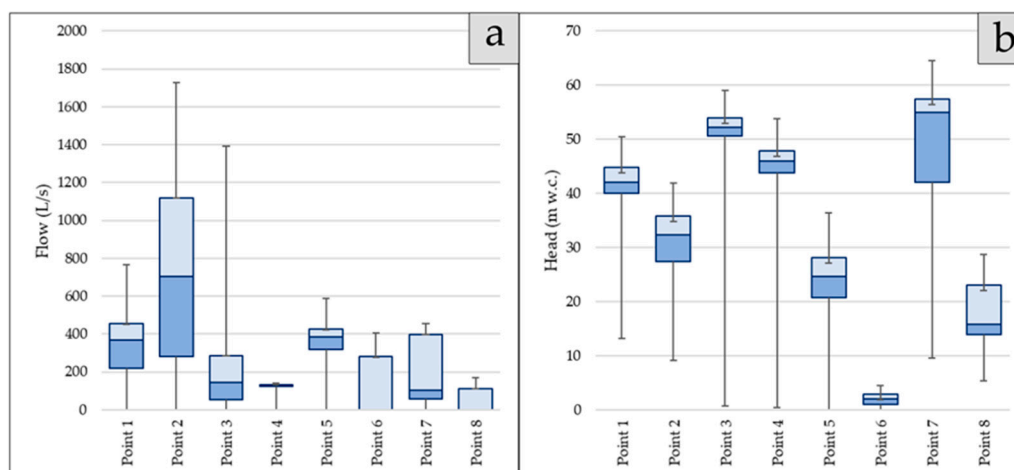 a
2000
1800
1600
1400
1200
1000
800
600
400
200
0
Flow (L/s)
Point 1
Point 2
Point 3
Point 4
Point 5
Point 6
Point 7
Point 8
b
70
60
50
40
30
20
10
0
Head (m w.c.)
Point 1
Point 2
Point 3
Point 4
Point 5
Point 6
Point 7
Point 8